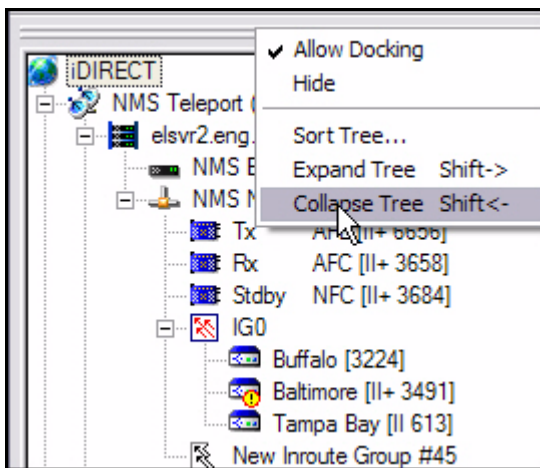 iDIRECT
Allow Docking
Hide
Sort Tree...
Expand Tree Shift->
Collapse Tree Shift<-
NMS Teleport (
elsvr2.eng.
NMS
NMS
Tx [II+ 6656]
Rx AFC [II+ 3658]
Stdby NFC [II+ 3684]
IG0
Buffalo [3224]
Baltimore [II+ 3491]
Tampa Bay [II 613]
New Inroute Group #45